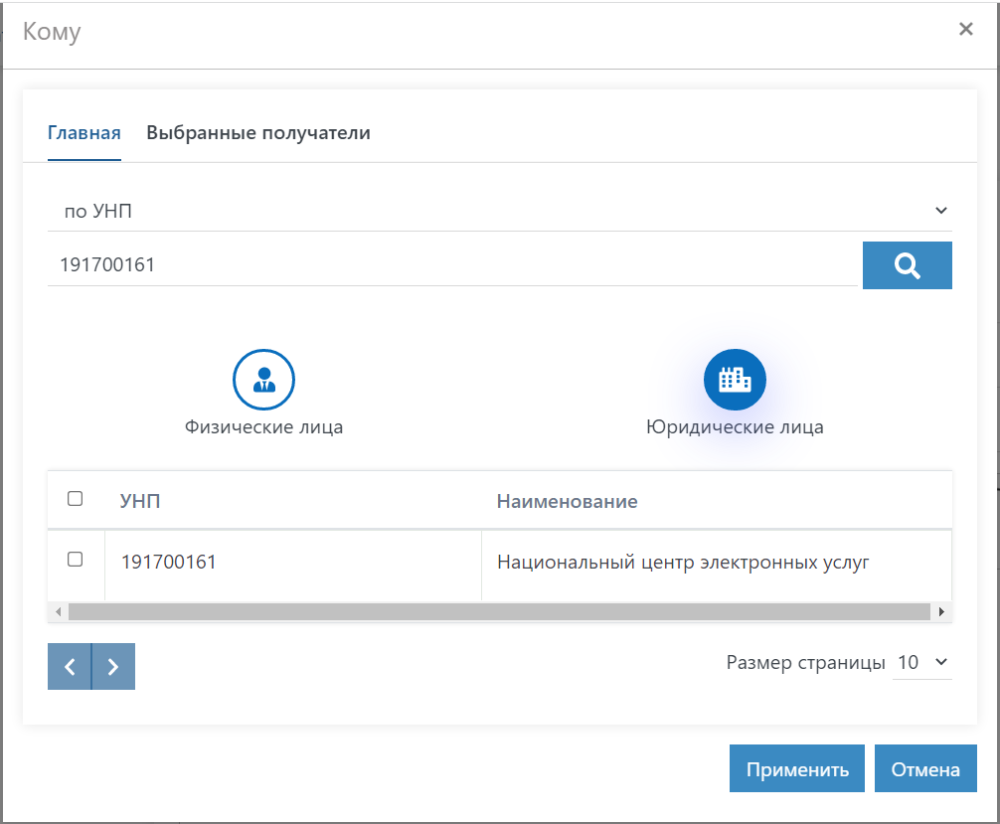 Кому
Главная Выбранные получатели
по УНП
191700161
Физические лица Юридические лица
УНП Наименование
191700161 Национальный центр электронных услуг
Размер страницы 10
Применить Отмена